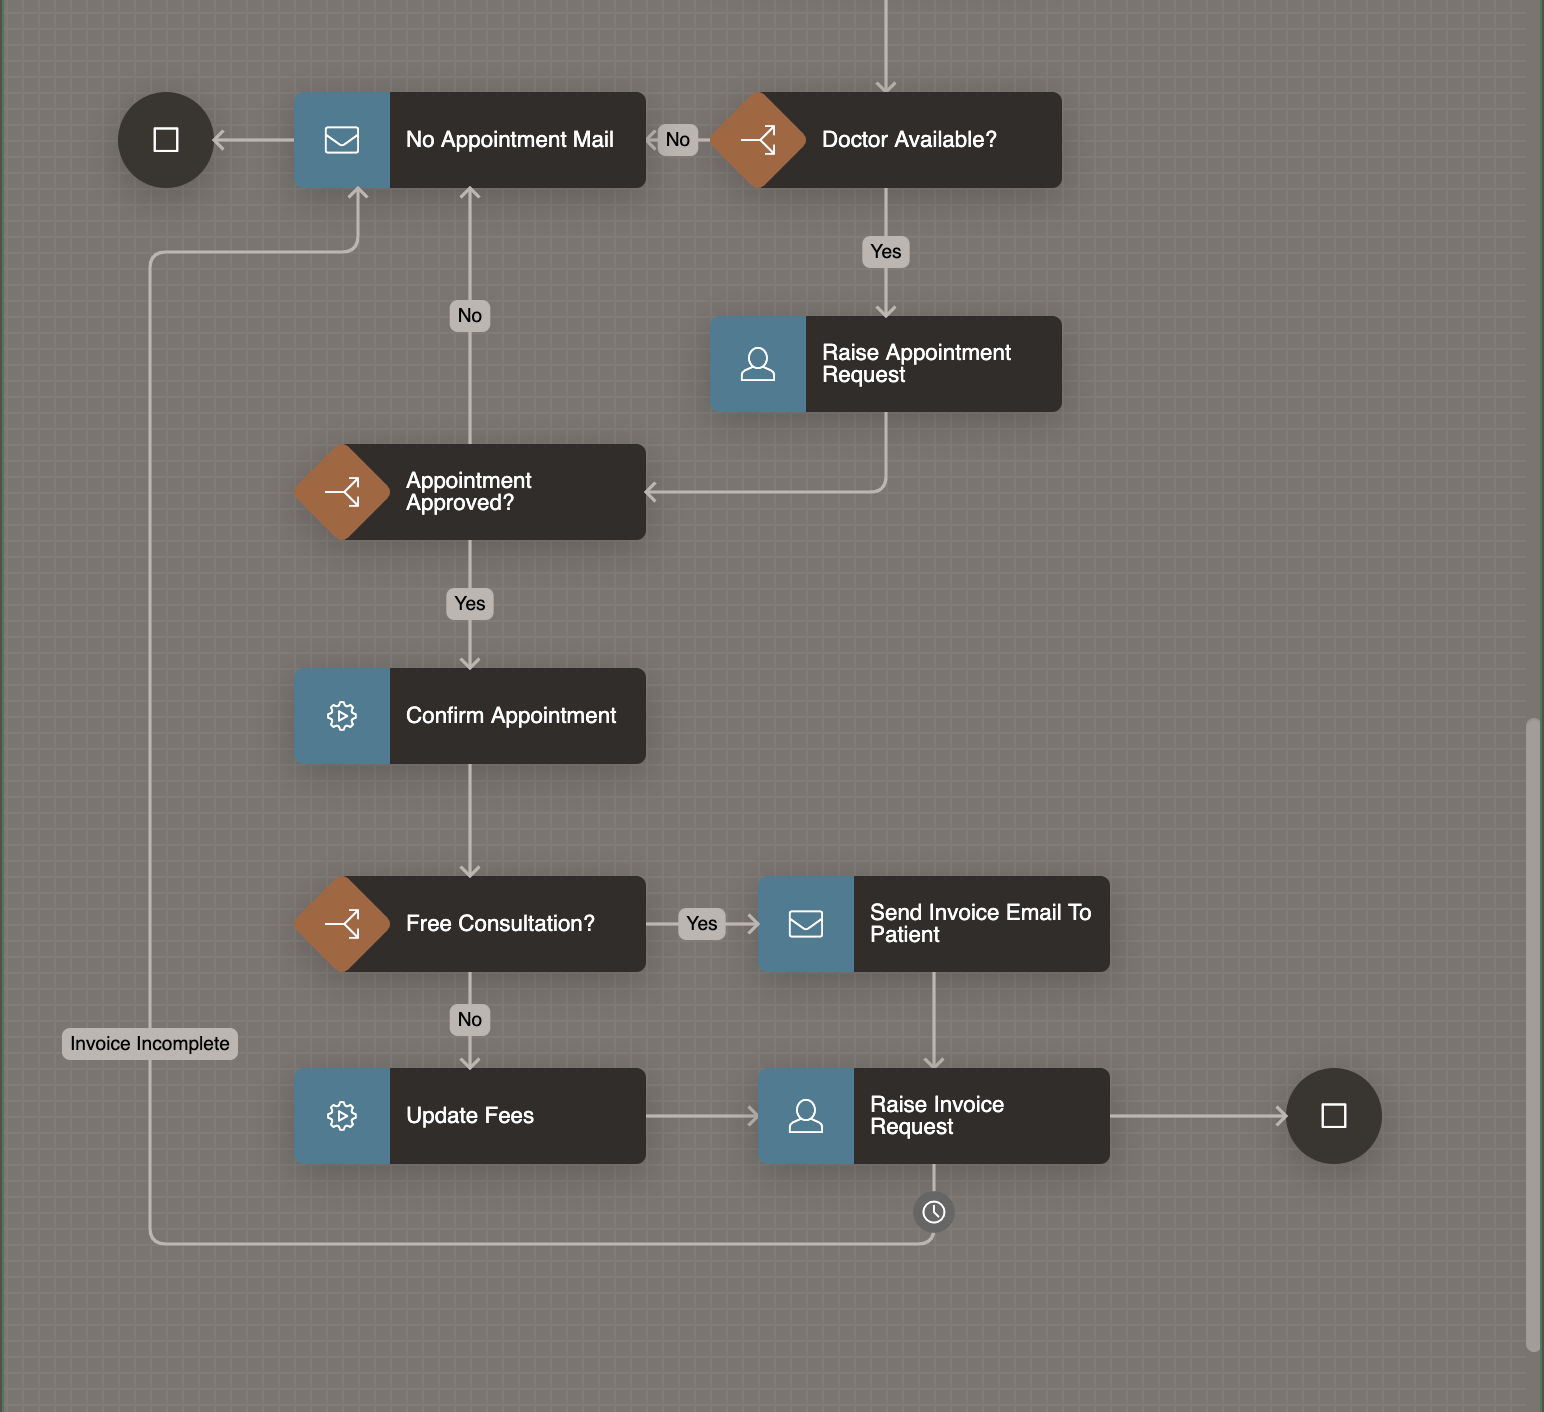 No Appointment Mail
No
Doctor Available?
Yes
No
Raise Appointment
Request
Appointment
Approved?
Yes
Confirm Appointment
Free Consultation?
Yes
Send Invoice Email To
Patient
No
Invoice Incomplete
Update Fees
Raise Invoice
Request